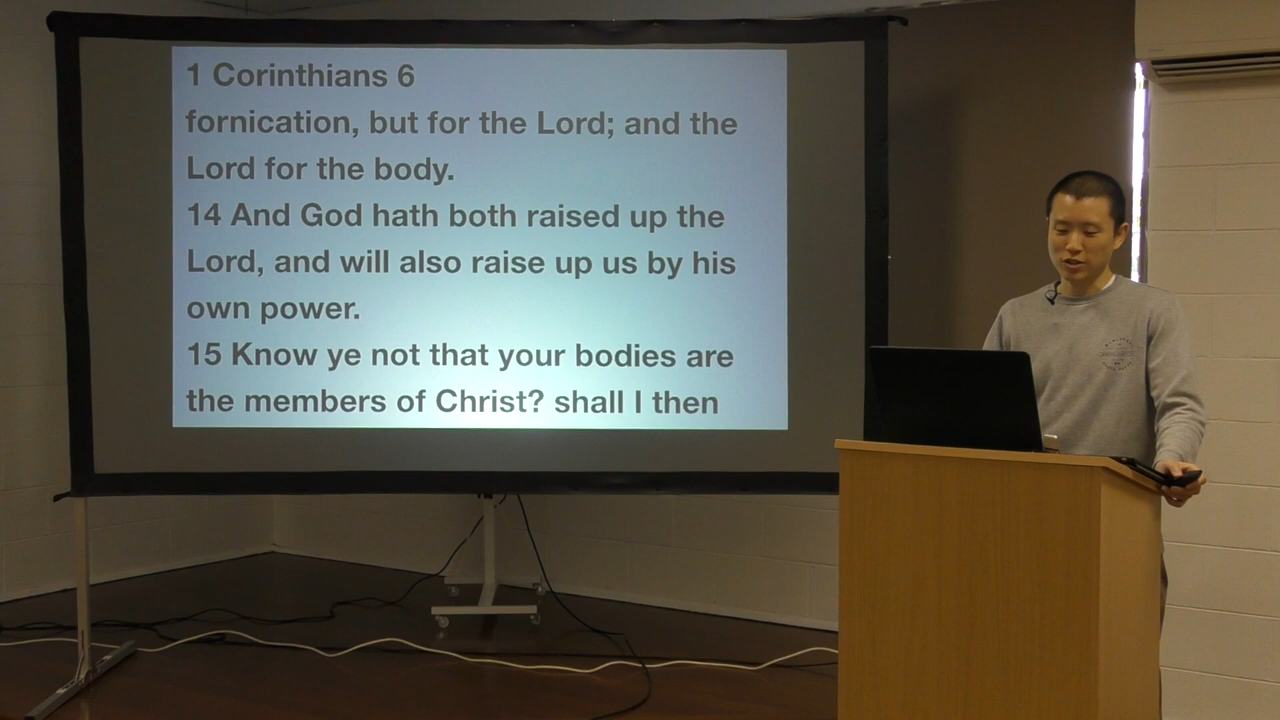 1 Corinthians 6
fornication, but for the Lord; and the
Lord for the body.
14 And God hath both raised up the
Lord, and will also raise up us by his
own power.
15 Know ye not that your bodies are
the members of Christ? shall I then